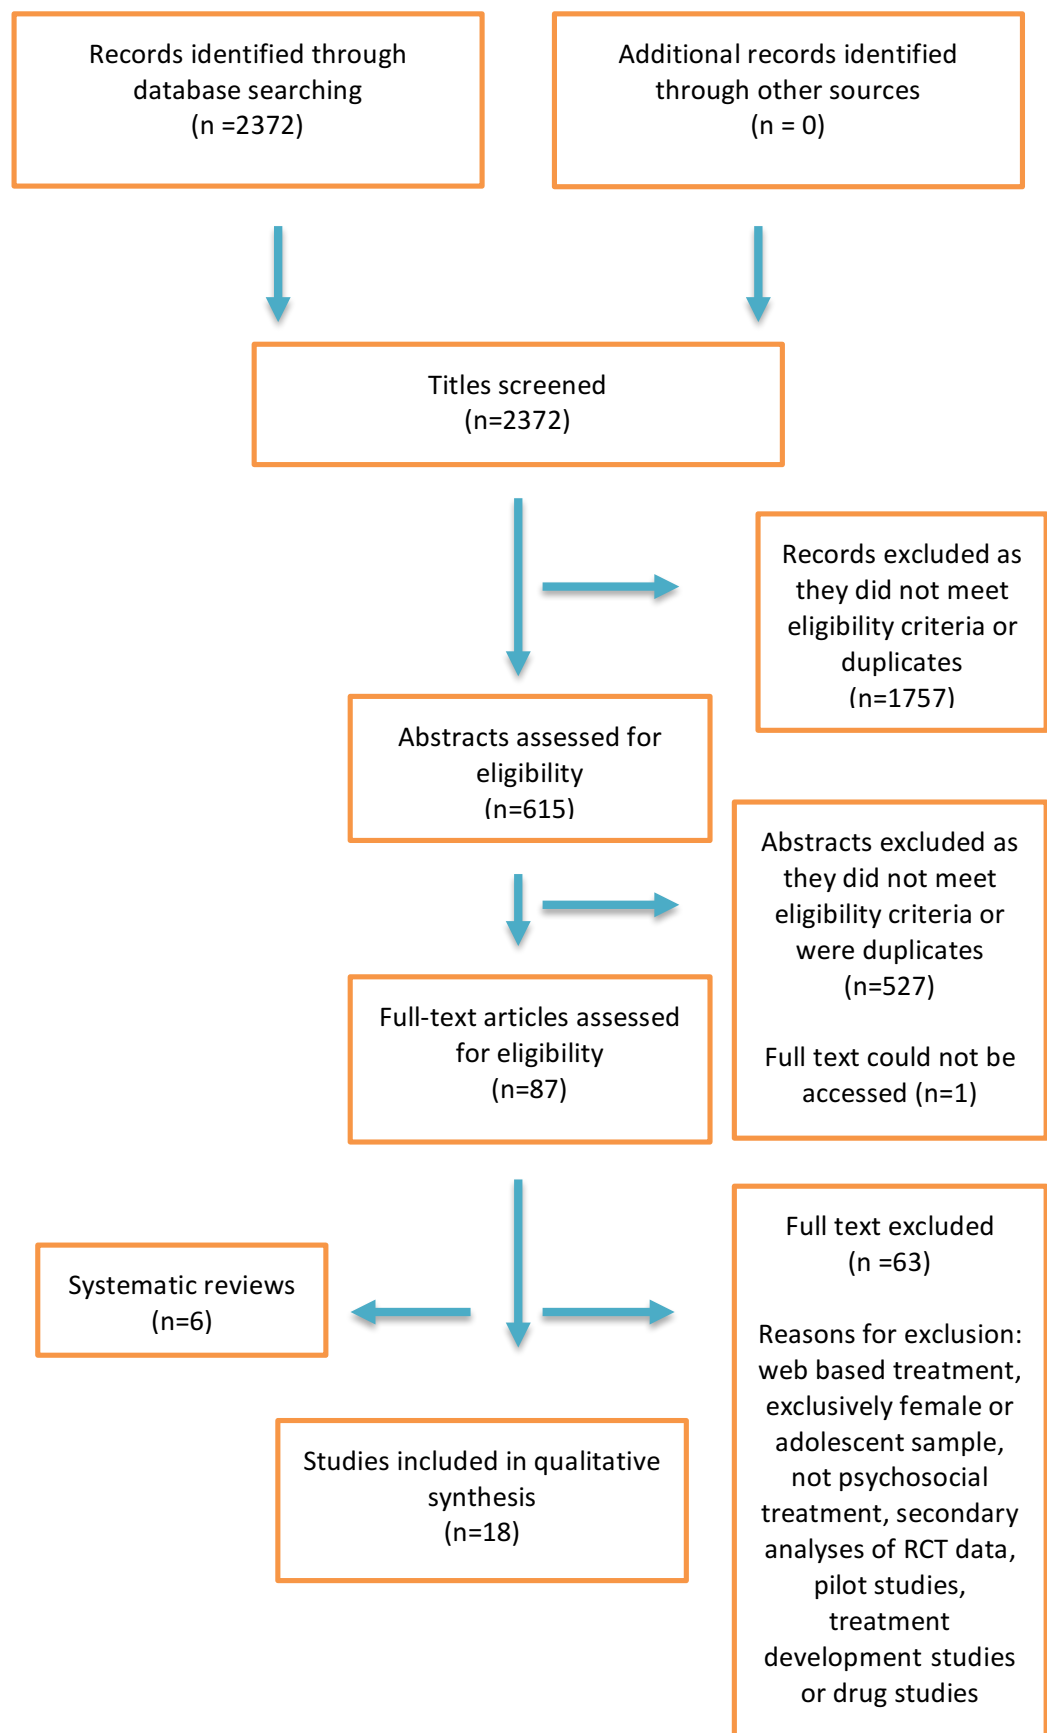 Records identified through
database searching
(n =2372)
Additional records identified
through other sources
(n = 0)
Titles screened
(n=2372)
Records excluded as
they did not meet
eligibility criteria or
duplicates
(n=1757)
Abstracts assessed for
eligibility
(n=615)
Abstracts excluded as
they did not meet
eligibility criteria or
were duplicates
(n=527)
Full text could not be
accessed (n=1)
Full-text articles assessed
for eligibility
(n=87)
Full text excluded
(n =63)
Reasons for exclusion:
web based treatment,
exclusively female or
adolescent sample,
not psychosocial
treatment, secondary
analyses of RCT data,
pilot studies,
treatment
development studies
or drug studies
Systematic reviews
(n=6)
Studies included in qualitative
synthesis
(n=18)